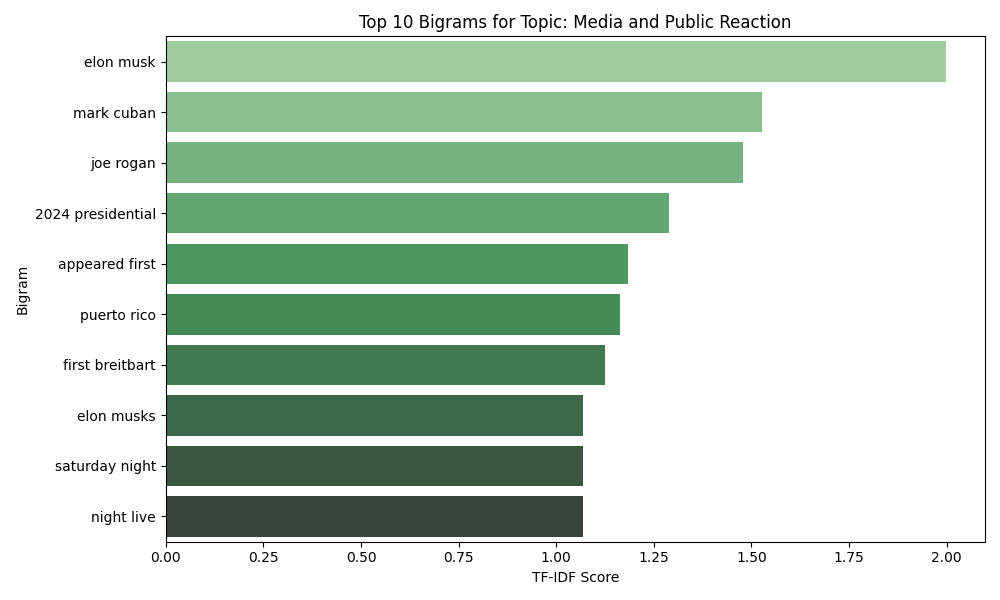 Top 10 Bigrams for Topic: Media and Public Reaction
elon musk
mark cuban
joe rogan
2024 presidential
appeared first
puerto rico
first breitbart
elon musks
saturday night
night live
Bigram
0.00 0.25 0.50 0.75 1.00 1.25 1.50 1.75 2.00
TF-IDF Score